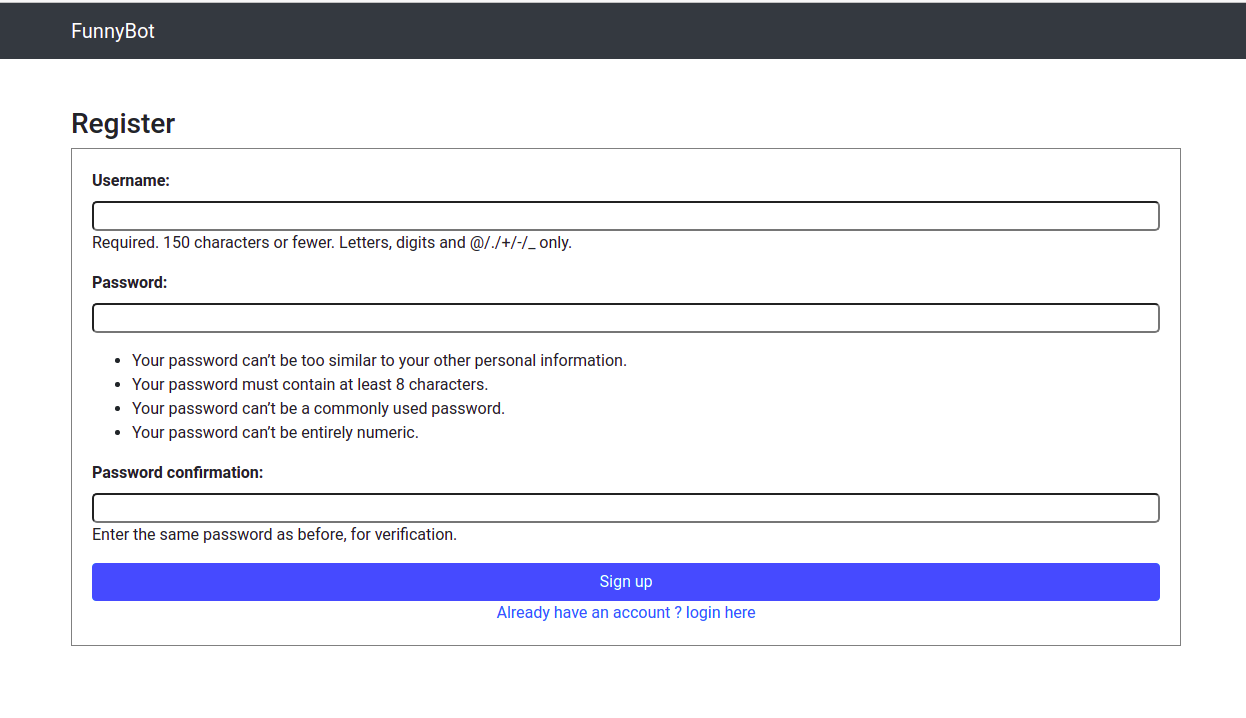 FunnyBot
Register
Username:
Required. 150 characters or fewer. Letters, digits and @/./+/-/_ only.
Password:
Your password can’t be too similar to your other personal information.
Your password must contain at least 8 characters.
Your password can’t be a commonly used password.
Your password can’t be entirely numeric.
Password confirmation:
Enter the same password as before, for verification.
Sign up
Already have an account ? login here